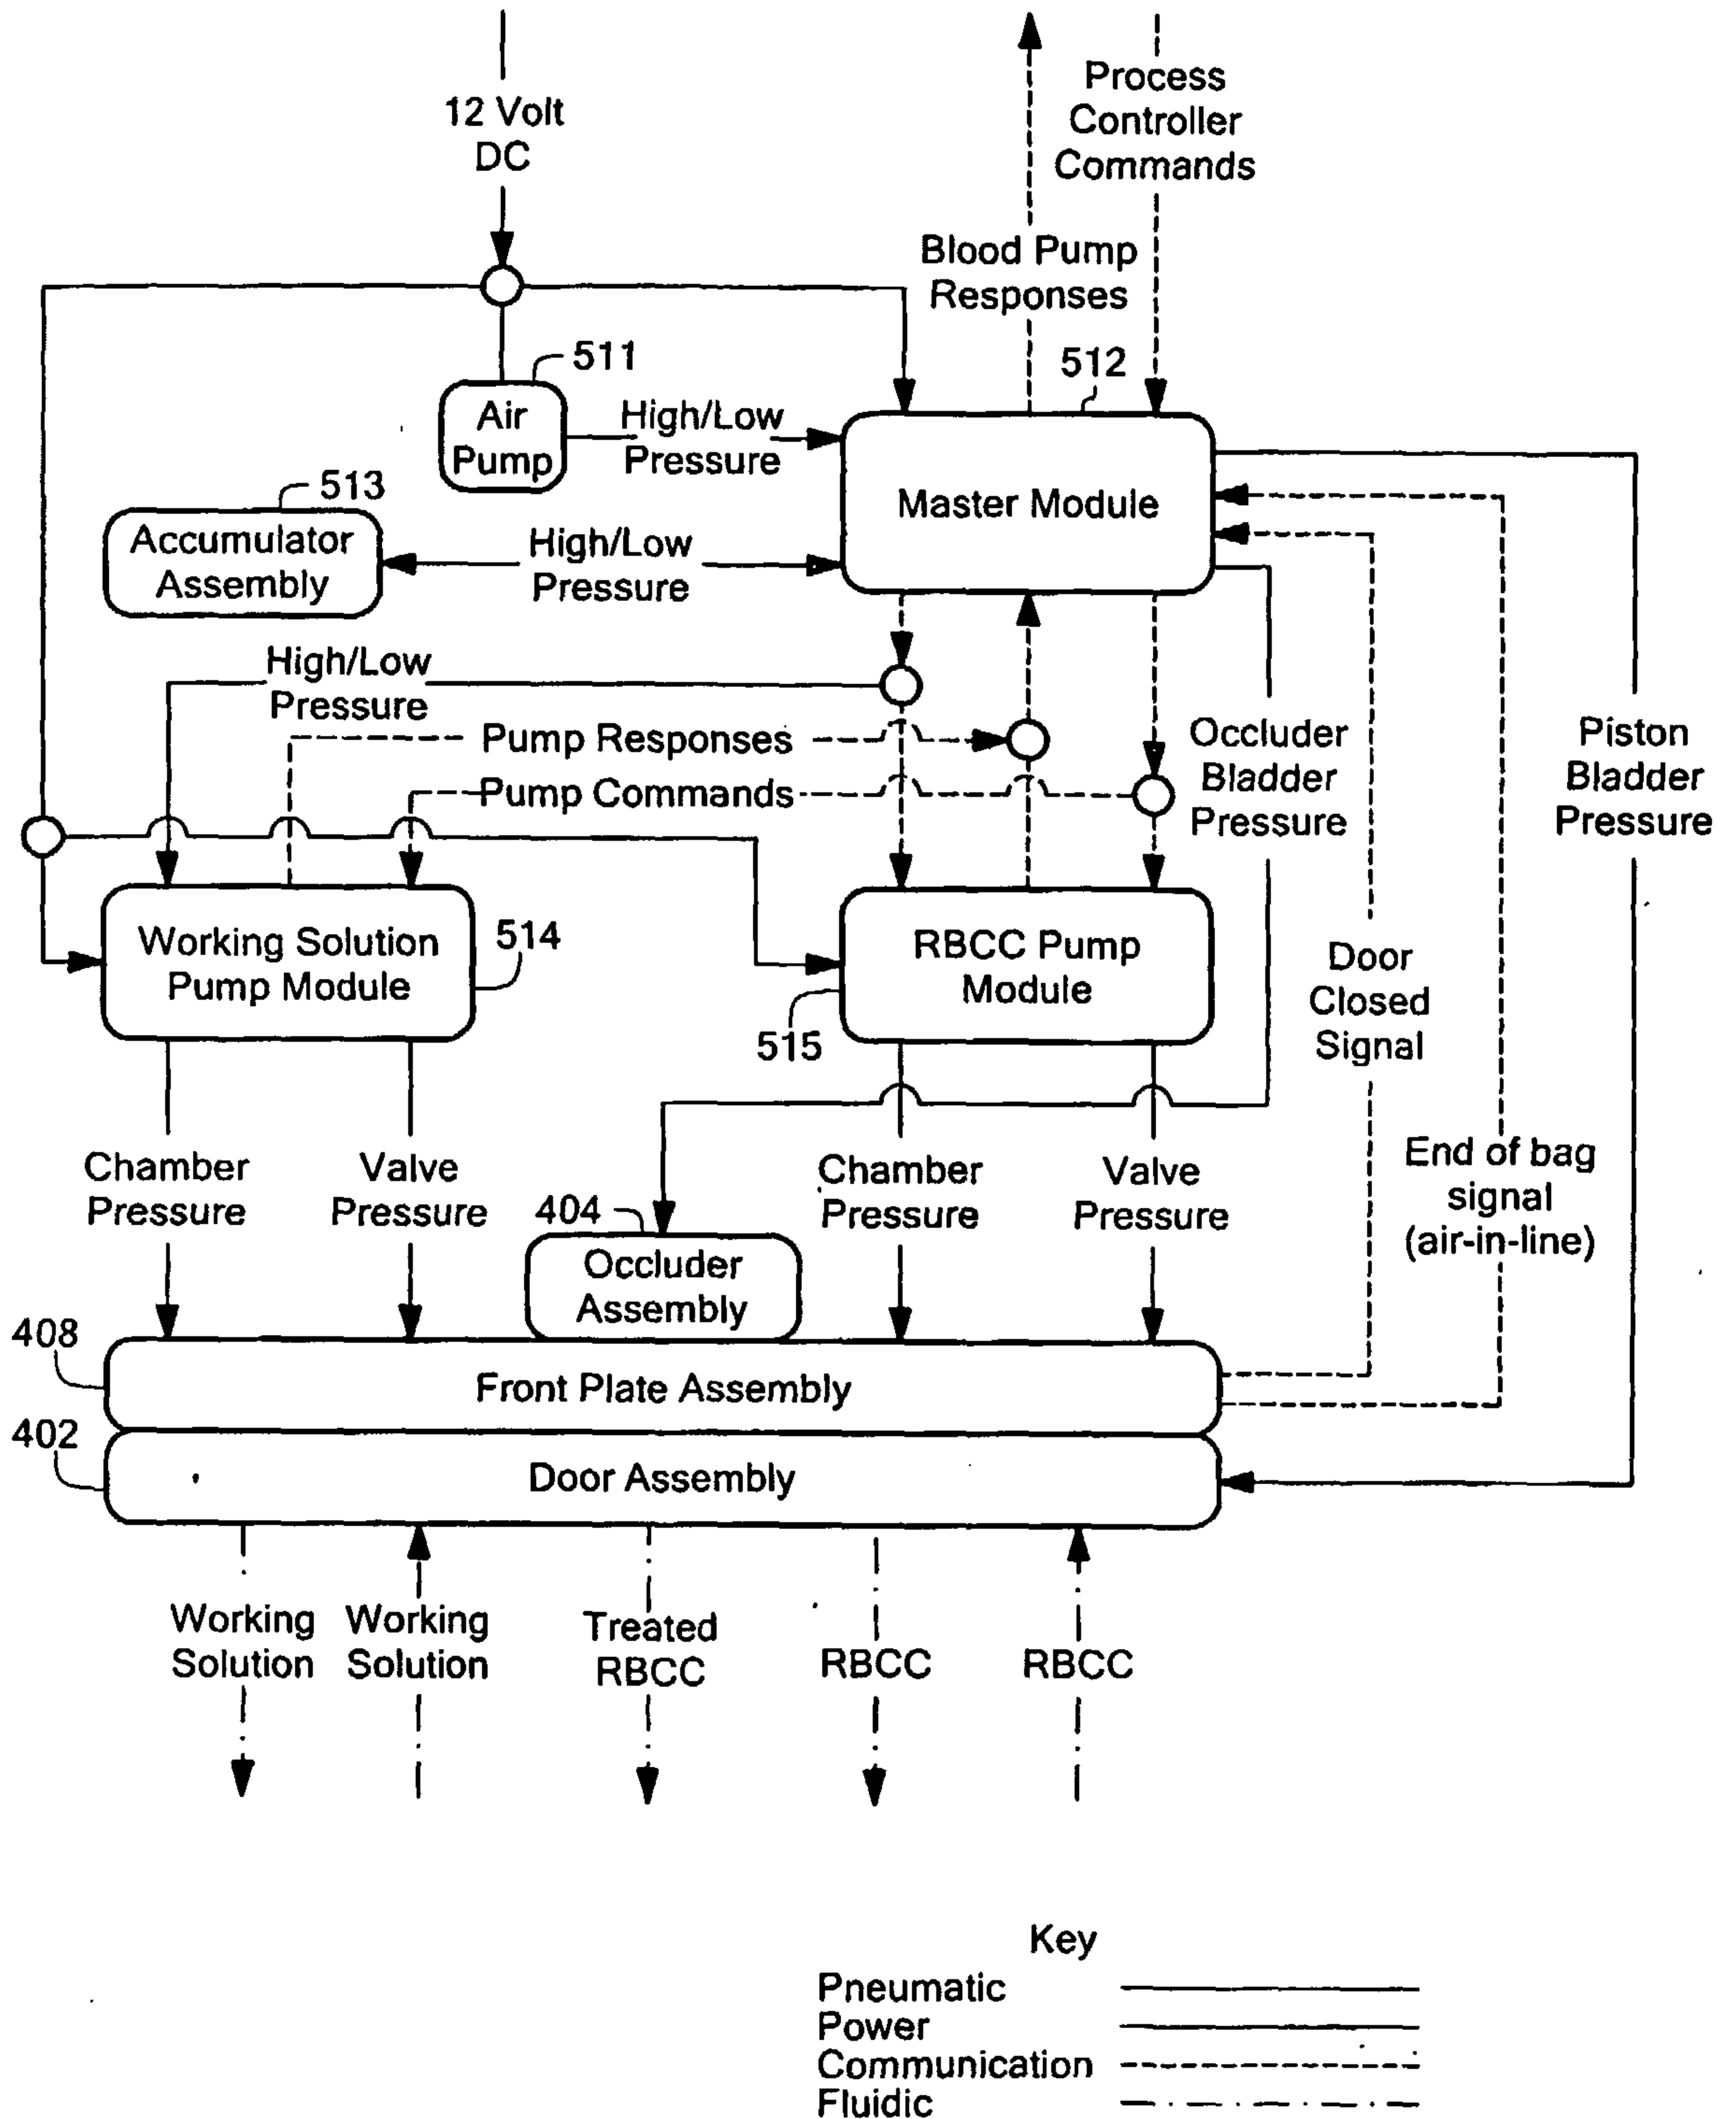 12 Volt
DC
Process
Controller
Commands
Blood Pump
Responses
511
512
Air
Pump
High/Low
Pressure
Master Module
513
Accumulator
Assembly
High/Low
Pressure
High/Low
Pressure
Pump Responses
Pump Commands
Occluder
Bladder
Pressure
Piston
Bladder
Pressure
Working Solution
Pump Module
514
RBCC Pump
Module
515
Door
Closed
Signal
Chamber
Pressure
Valve
Pressure
404
Occluder
Assembly
Chamber
Pressure
Valve
Pressure
End of bag
signal
(air-in-line)
408
Front Plate Assembly
402
Door Assembly
Working
Solution
Working
Solution
Treated
RBCC
RBCC
RBCC
Key
Pneumatic
Power
Communication
Fluidic